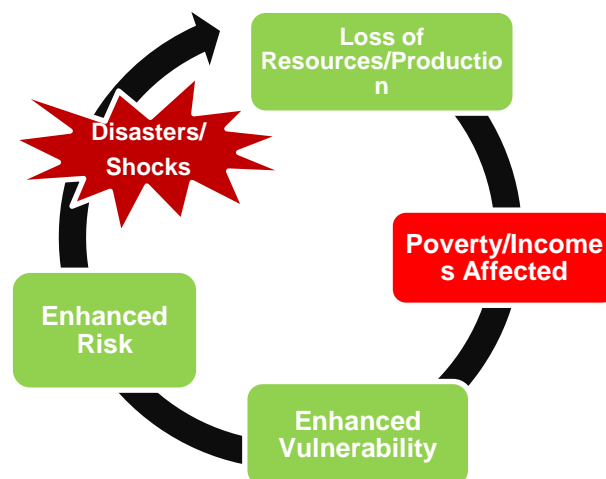 Loss of
Resources/Productio
n
Disasters/
Shocks
Poverty/Income
s Affected
Enhanced
Risk
Enhanced
Vulnerability